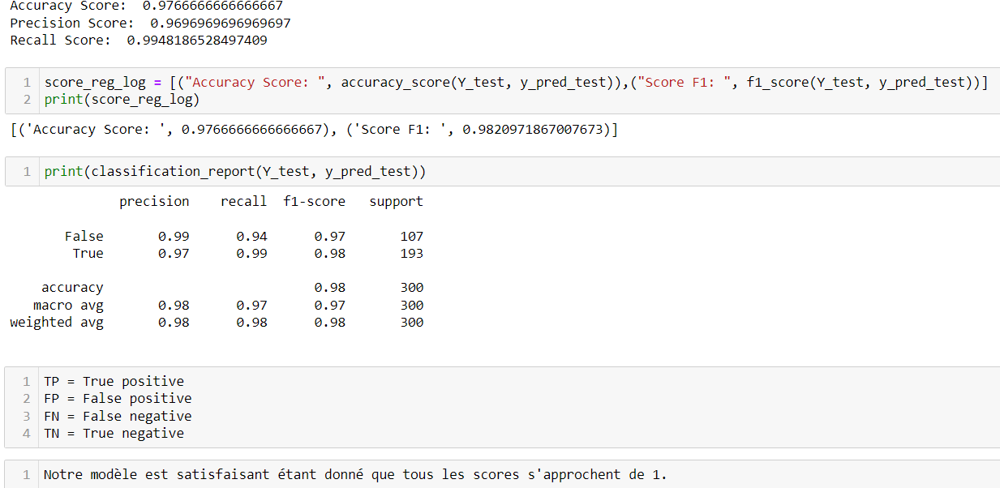 Accuracy Score:  0.9766666666666667
Precision Score:  0.9696969696969697
Recall Score:  0.9948186528497409
1 score_reg_log = [("Accuracy Score: ", accuracy_score(Y_test, y_pred_test)),("Score F1: ", f1_score(Y_test, y_pred_test))]
2 print(score_reg_log)
[('Accuracy Score: ', 0.9766666666666667), ('Score F1: ', 0.9820971867007673)]
1 print(classification_report(Y_test, y_pred_test))
precision recall f1-score support
False 0.99 0.94 0.97 107
True 0.97 0.99 0.98 193
accuracy 0.98 300
macro avg 0.98 0.97 0.97 300
weighted avg 0.98 0.98 0.98 300
1 TP = True positive
2 FP = False positive
3 FN = False negative
4 TN = True negative
1 Notre modèle est satisfaisant étant donné que tous les scores s'approchent de 1.